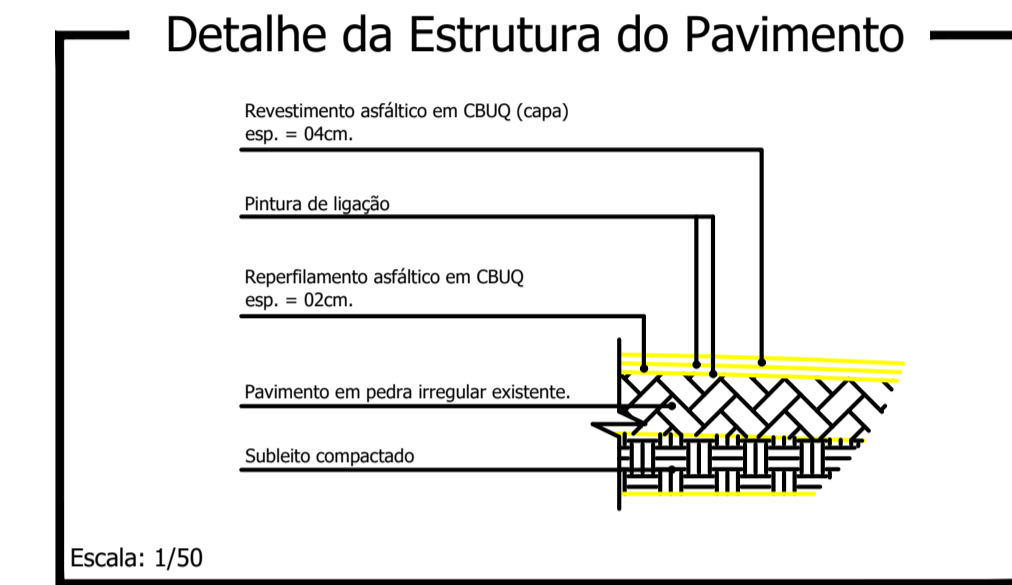 Detalhe da Estrutura do Pavimento
Revestimento asfáltico em CBUQ (capa)
esp. = 04cm.
Pintura de ligação
Reperfilamento asfáltico em CBUQ
esp. = 02cm.
Pavimento em pedra irregular existente.
Subleito compactado
Escala: 1/50